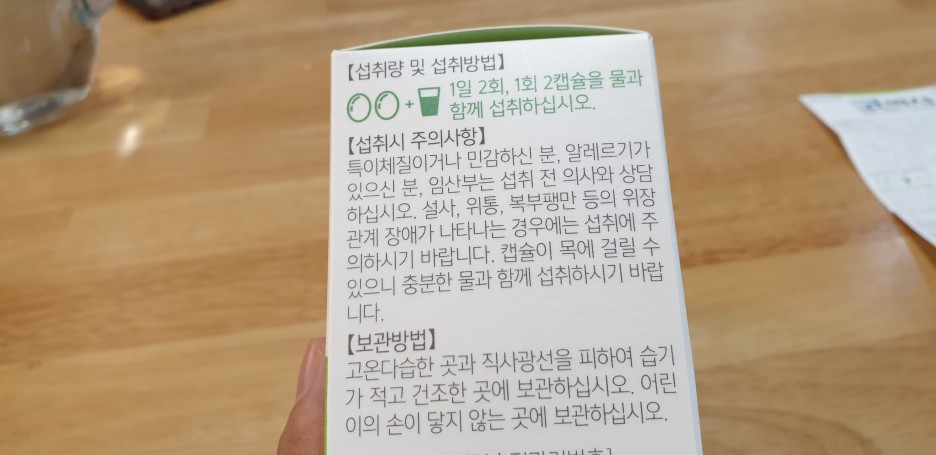 【섭취량 및 섭취방법】
+ 1일 2회, 1회 2캡슐을 물과
함께 섭취하십시오.
【섭취시 주의사항】
특이체질이거나 민감하신 분, 알레르기가
있으신 분, 임산부는 섭취 전 의사와 상담
하십시오. 설사, 위통, 복부팽만 등의 위장
관계 장애가 나타나는 경우에는 섭취에 주
의하시기 바랍니다. 캡슐이 목에 걸릴 수
있으니 충분한 물과 함께 섭취하시기 바랍
니다.
【보관방법】
고온다습한 곳과 직사광선을 피하여 습기
가 적고 건조한 곳에 보관하십시오. 어린
이의 손이 닿지 않는 곳에 보관하십시오.